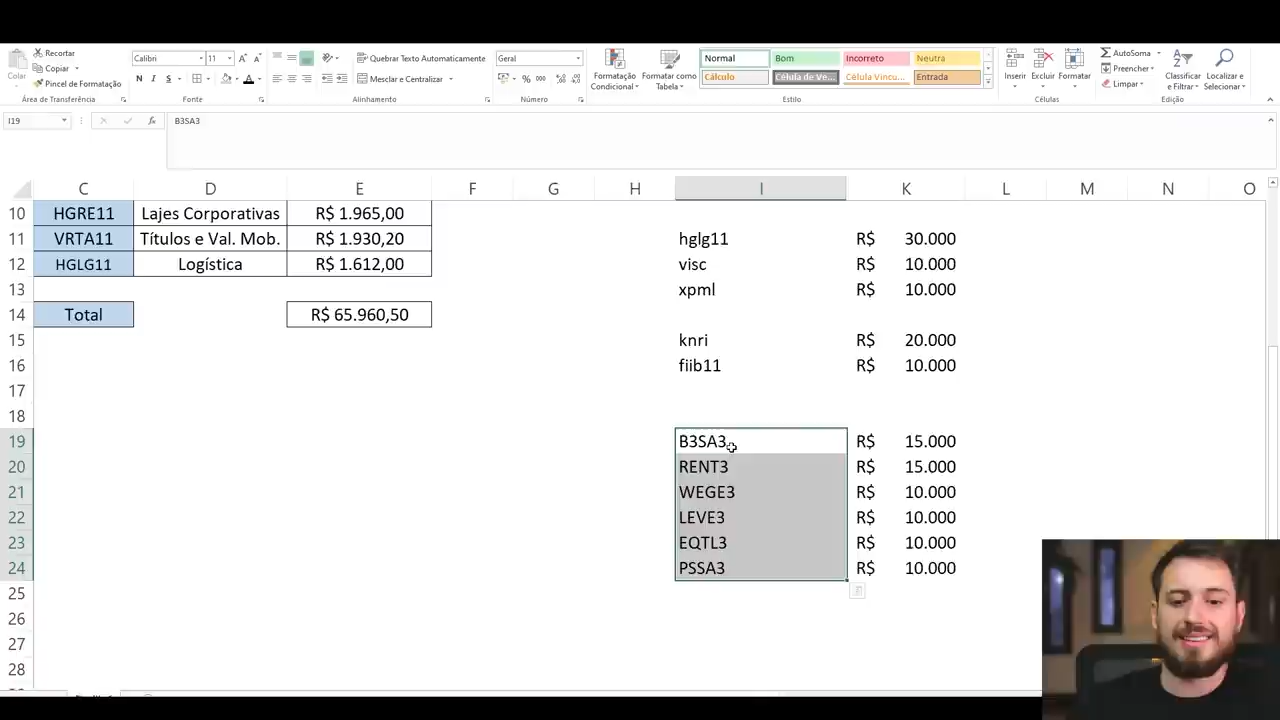 Recortar
Copiar
Pincel de Formatação
Área de Transferência
Calibri
11
N I S
Fonte
Quebrar Texto Automaticamente
Mesclar e Centralizar
Alinhamento
Geral
% 000
Número
Formatação Condicional
Formatar como Tabela
Normal
Bom
Incorreto
Neutra
Cálculo
Célula de Ve...
Célula Vincu...
Entrada
Estilo
Inserir
Excluir
Formatar
Células
AutoSoma
Preencher
Limpar
Classificar e Filtrar
Localizar e Selecionar
Edição
I19
fx
B3SA3
C D E F G H I K L M N O
10 HGRE11 Lajes Corporativas R$ 1.965,00
11 VRTA11 Títulos e Val. Mob. R$ 1.930,20 hglg11 R$ 30.000
12 HGLG11 Logística R$ 1.612,00 visc R$ 10.000
13 xpml R$ 10.000
14 Total R$ 65.960,50
15 knri R$ 20.000
16 fiib11 R$ 10.000
17
18
19 B3SA3 R$ 15.000
20 RENT3 R$ 15.000
21 WEGE3 R$ 10.000
22 LEVE3 R$ 10.000
23 EQTL3 R$ 10.000
24 PSSA3 R$ 10.000
25
26
27
28